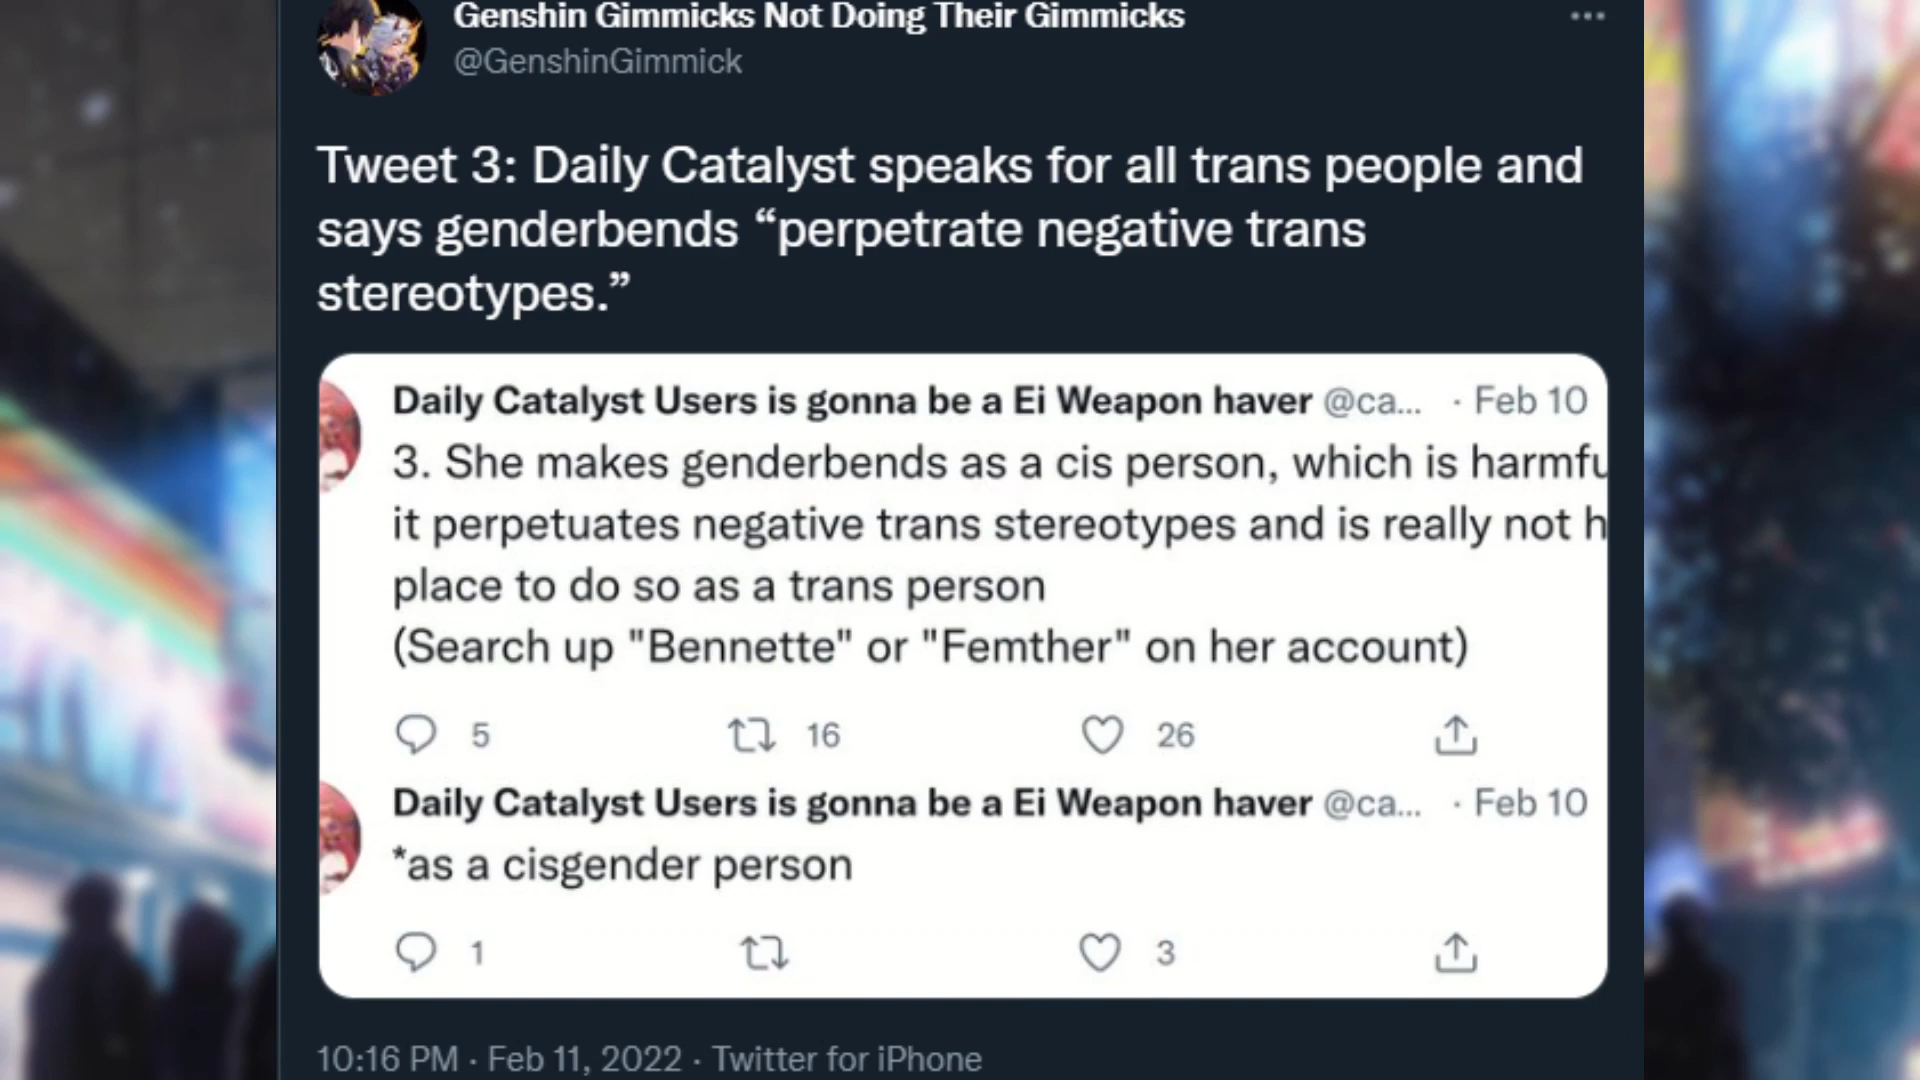 Genshin Gimmicks Not Doing Their Gimmicks
@GenshinGimmick
Tweet 3: Daily Catalyst speaks for all trans people and
says genderbends “perpetrate negative trans
stereotypes.”
Daily Catalyst Users is gonna be a Ei Weapon haver @ca... · Feb 10
3. She makes genderbends as a cis person, which is harmfu
it perpetuates negative trans stereotypes and is really not h
place to do so as a trans person
(Search up "Bennette" or "Femther" on her account)
5 16 26
Daily Catalyst Users is gonna be a Ei Weapon haver @ca... · Feb 10
*as a cisgender person
1 3
10:16 PM · Feb 11, 2022 · Twitter for iPhone